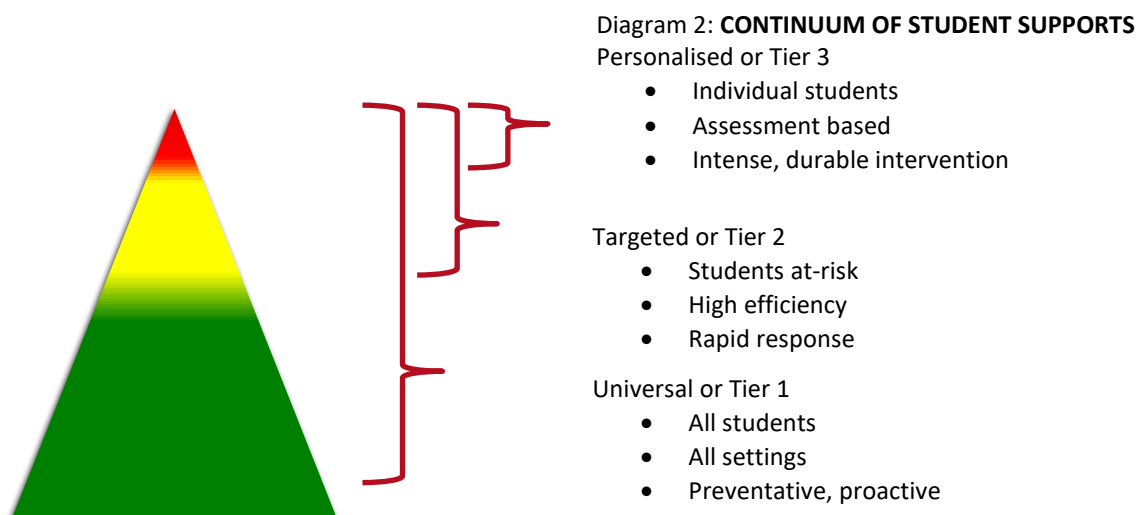 Diagram 2: CONTINUUM OF STUDENT SUPPORTS
Personalised or Tier 3
• Individual students
• Assessment based
• Intense, durable intervention
Targeted or Tier 2
• Students at-risk
• High efficiency
• Rapid response
Universal or Tier 1
• All students
• All settings
• Preventative, proactive